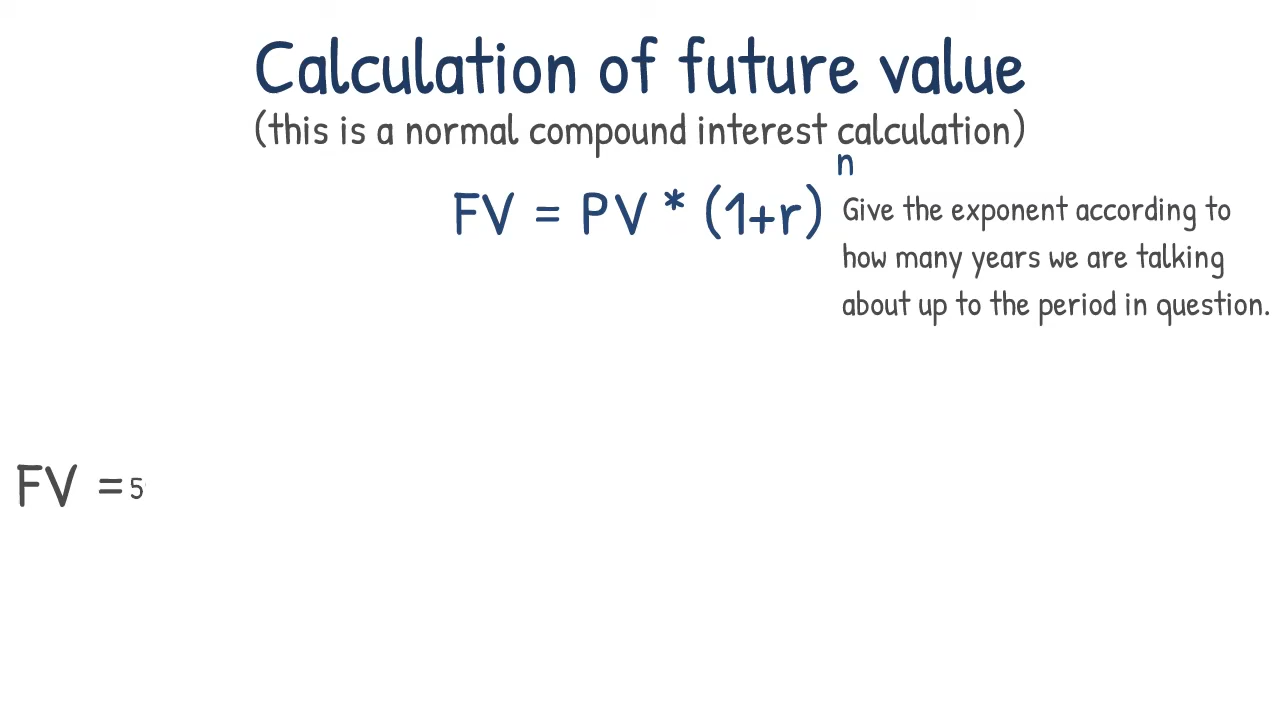 Calculation of future value
(this is a normal compound interest calculation)
n
FV = PV * (1+r)
Give the exponent according to
how many years we are talking
about up to the period in question.
FV = 5